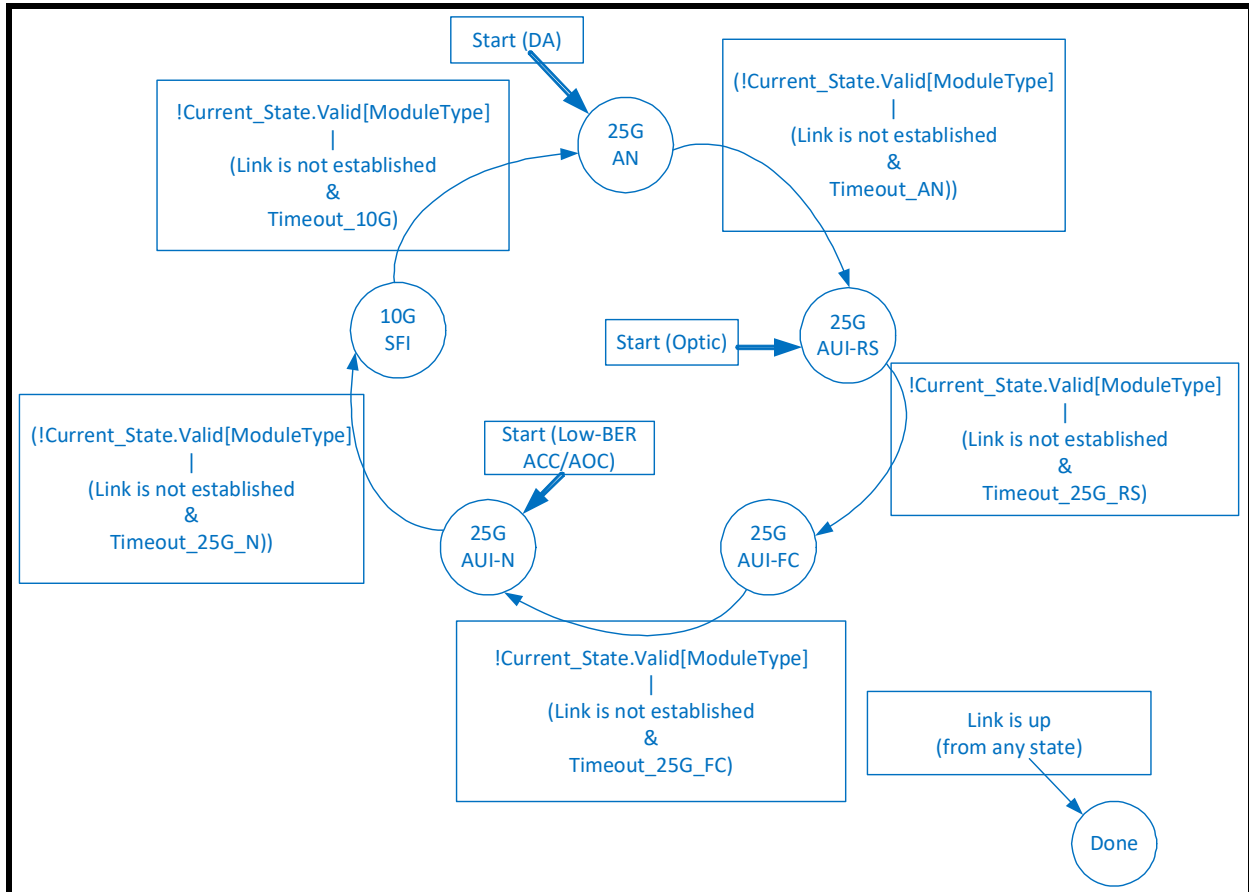 Start (DA)
!Current_State.Valid[ModuleType]
|
(Link is not established
&
Timeout_10G)
25G
AN
(!Current_State.Valid[ModuleType]
|
(Link is not established
&
Timeout_AN))
10G
SFI
Start (Optic)
25G
AUI-RS
(!Current_State.Valid[ModuleType]
|
(Link is not established
&
Timeout_25G_N))
Start (Low-BER
ACC/AOC)
!Current_State.Valid[ModuleType]
|
(Link is not established
&
Timeout_25G_RS)
25G
AUI-N
25G
AUI-FC
!Current_State.Valid[ModuleType]
|
(Link is not established
&
Timeout_25G_FC)
Link is up
(from any state)
Done